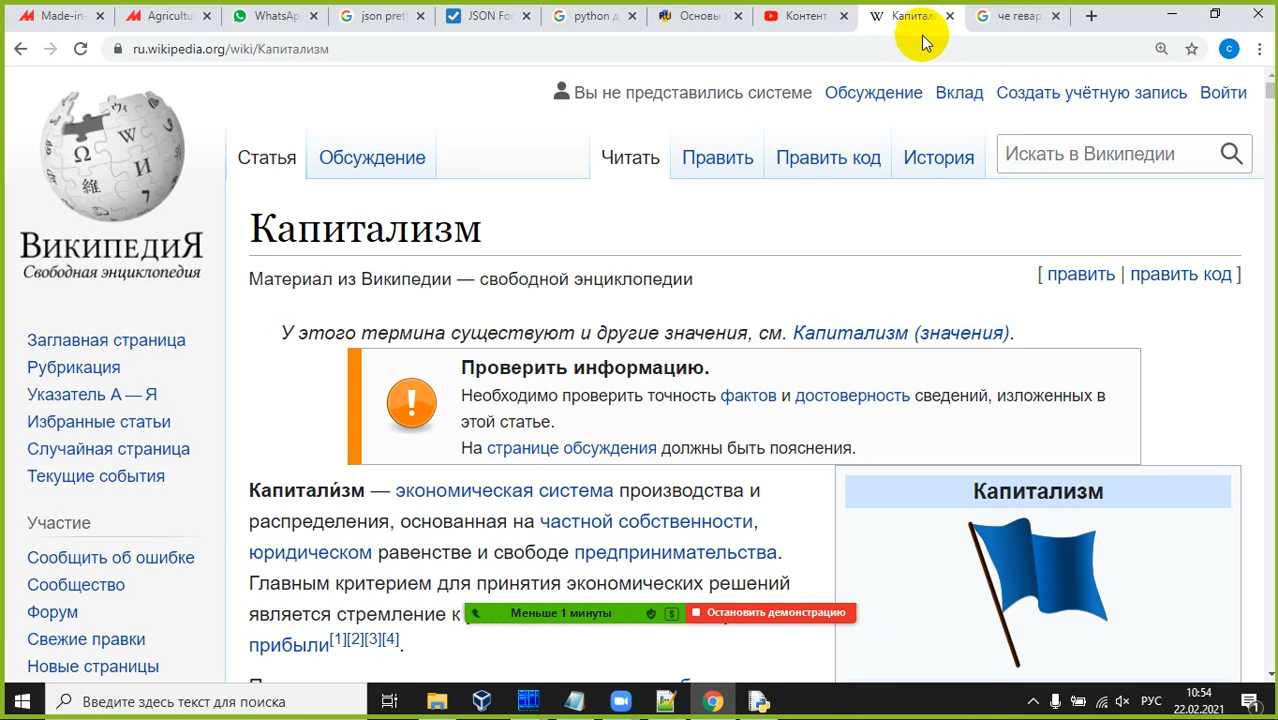 Made-in-
Agricultu
WhatsAp
json pret
JSON For
python д
Основы
Контент
Капитал
че гевар
ru.wikipedia.org/wiki/Капитализм
с
Вы не представились системе Обсуждение Вклад Создать учётную запись Войти
Статья Обсуждение Читать Править Править код История Искать в Википедии
ВИКИПЕДИЯ
Свободная энциклопедия
Капитализм
Материал из Википедии — свободной энциклопедии
[ править | править код ]
У этого термина существуют и другие значения, см. Капитализм (значения).
Проверить информацию.
Необходимо проверить точность фактов и достоверность сведений, изложенных в
этой статье.
На странице обсуждения должны быть пояснения.
Заглавная страница
Рубрикация
Указатель А — Я
Избранные статьи
Случайная страница
Текущие события
Участие
Сообщить об ошибке
Сообщество
Форум
Свежие правки
Новые страницы
Капитали́зм — экономическая система производства и
распределения, основанная на частной собственности,
юридическом равенстве и свободе предпринимательства.
Главным критерием для принятия экономических решений
является стремление к
прибыли[1][2][3][4].
Капитализм
Меньше 1 минуты
Остановить демонстрацию
Введите здесь текст для поиска
РУС
10:54
22.02.2021
1